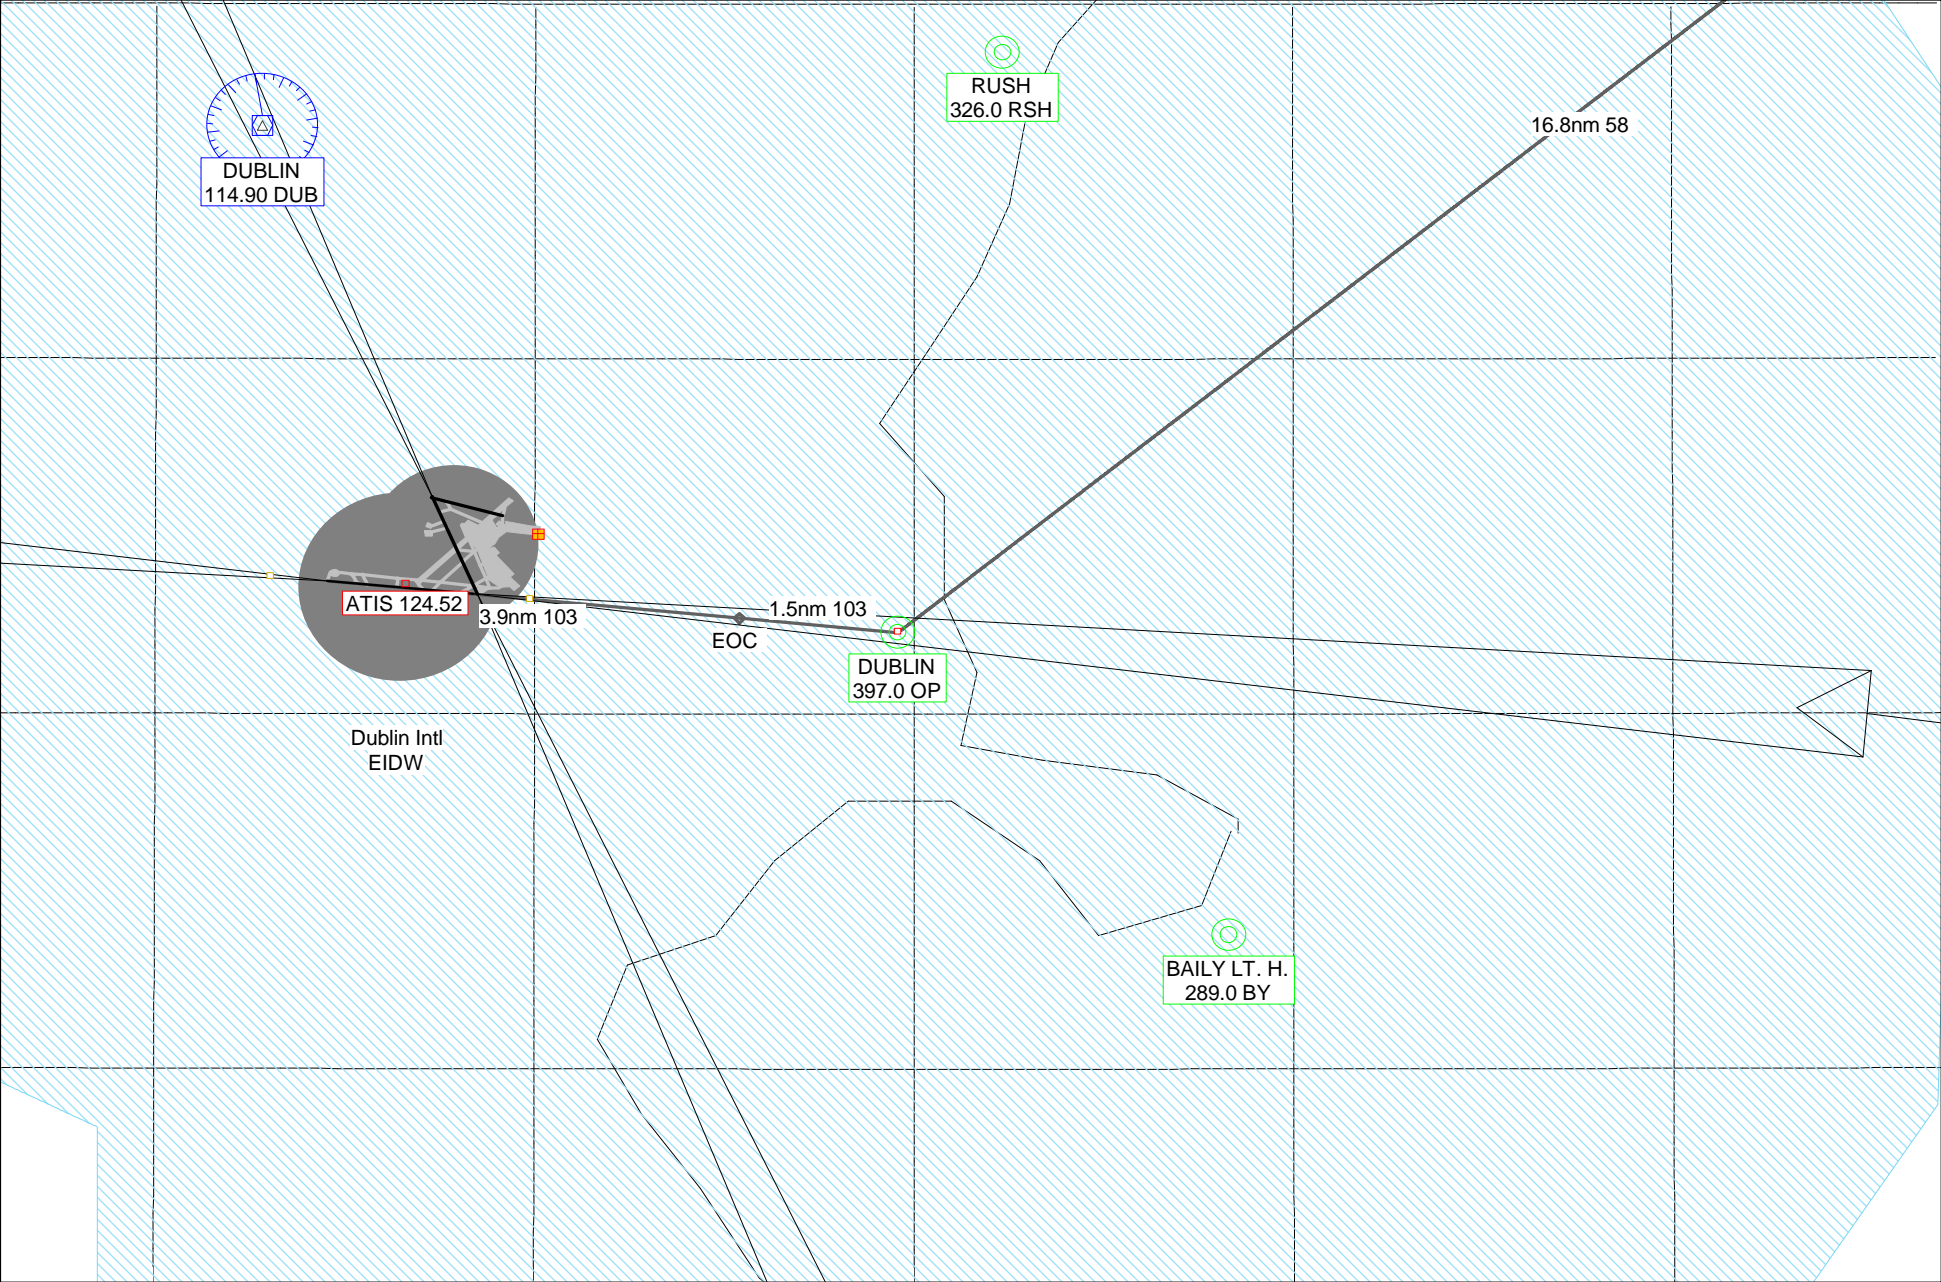 RUSH
326.0 RSH
16.8nm 58
DUBLIN
114.90 DUB
ATIS 124.52
3.9nm 103
1.5nm 103
EOC
DUBLIN
397.0 OP
Dublin Intl
EIDW
BAILY LT. H.
289.0 BY